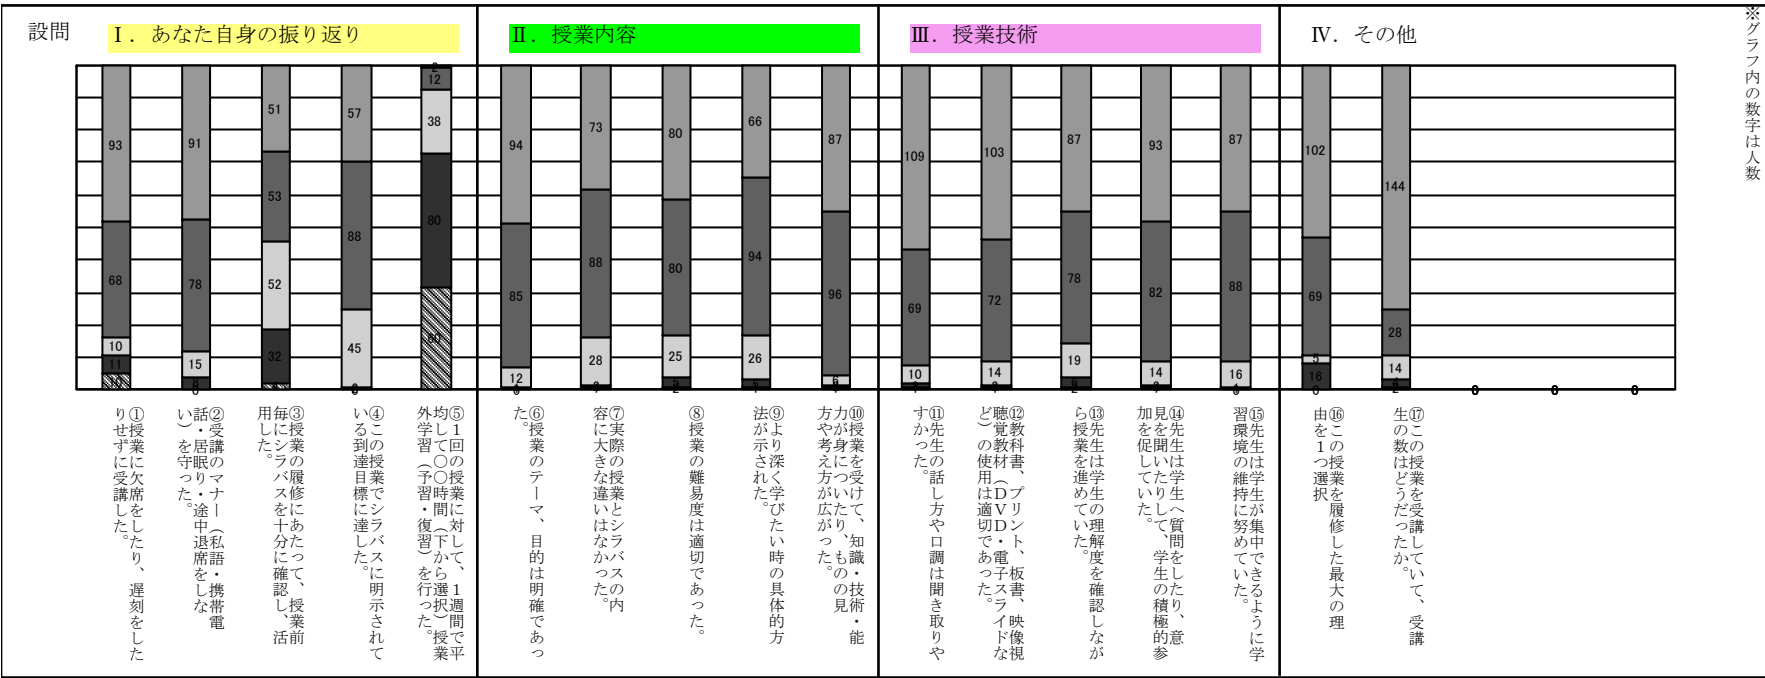 設問
Ⅰ．あなた自身の振り返り
Ⅱ．授業内容
Ⅲ．授業技術
Ⅳ．その他
※グラフ内の数字は人数
93
68
10
11
10
91
78
15
8
0
51
53
52
32
4
57
88
45
0
2
12
38
80
60
94
85
12
0
73
88
28
80
80
25
5
2
66
94
26
5
87
96
6
109
69
10
103
72
14
87
78
19
6
2
93
82
14
87
88
16
102
69
5
16
0
144
28
14
0
0
0
①授業に欠席をしたり、遅刻をした
りせずに受講した。
②受講のマナー（私語・携帯電
話・居眠り・途中退席をしな
い）を守った。
③授業の履修にあたって、授業前
毎にシラバスを十分に確認し、活
用した。
④この授業でシラバスに明示されて
いる到達目標に達した。
⑤１回の授業に対して、１週間で平
均して〇〇時間（下から選択）授業
外学習（予習・復習）を行った。
⑥授業のテーマ、目的は明確であっ
た。
⑦実際の授業とシラバスの内
容に大きな違いはなかった。
⑧授業の難易度は適切であった。
⑨より深く学びたい時の具体的方
法が示された。
⑩授業を受けて、知識・技術・能
力が身についたり、ものの見
方や考え方が広がった。
⑪先生の話し方や口調は聞き取りや
すかった。
⑫教科書、プリント、板書、映像視
聴覚教材（ＤＶＤ・電子スライドな
ど）の使用は適切であった。
⑬先生は学生の理解度を確認しなが
ら授業を進めていた。
⑭先生は学生へ質問をしたり、意
見を聞いたりして、学生の積極的参
加を促していた。
⑮先生は学生が集中できるように学
習環境の維持に努めていた。
⑯この授業を履修した最大の理
由を１つ選択
⑰この授業を受講していて、受講
生の数はどうだったか。